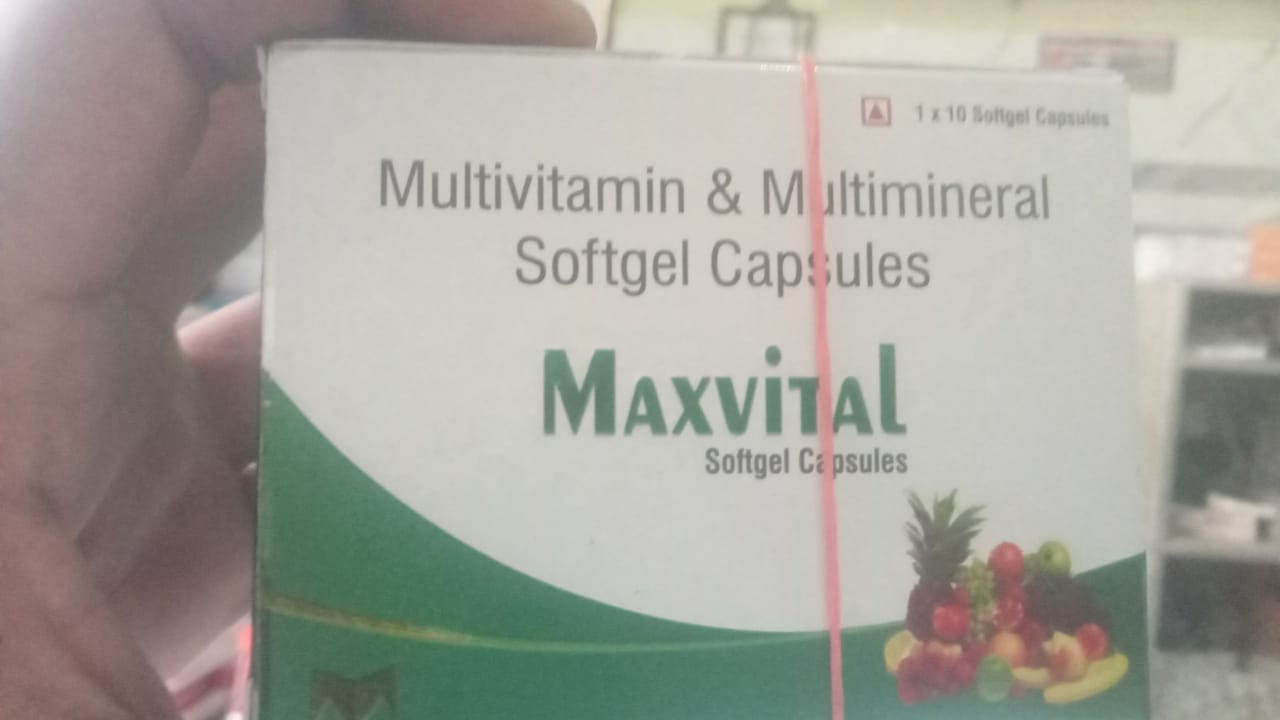 1 x 10 Softgel Capsules
Multivitamin & Multimineral
Softgel Capsules
Maxvital
Softgel Capsules